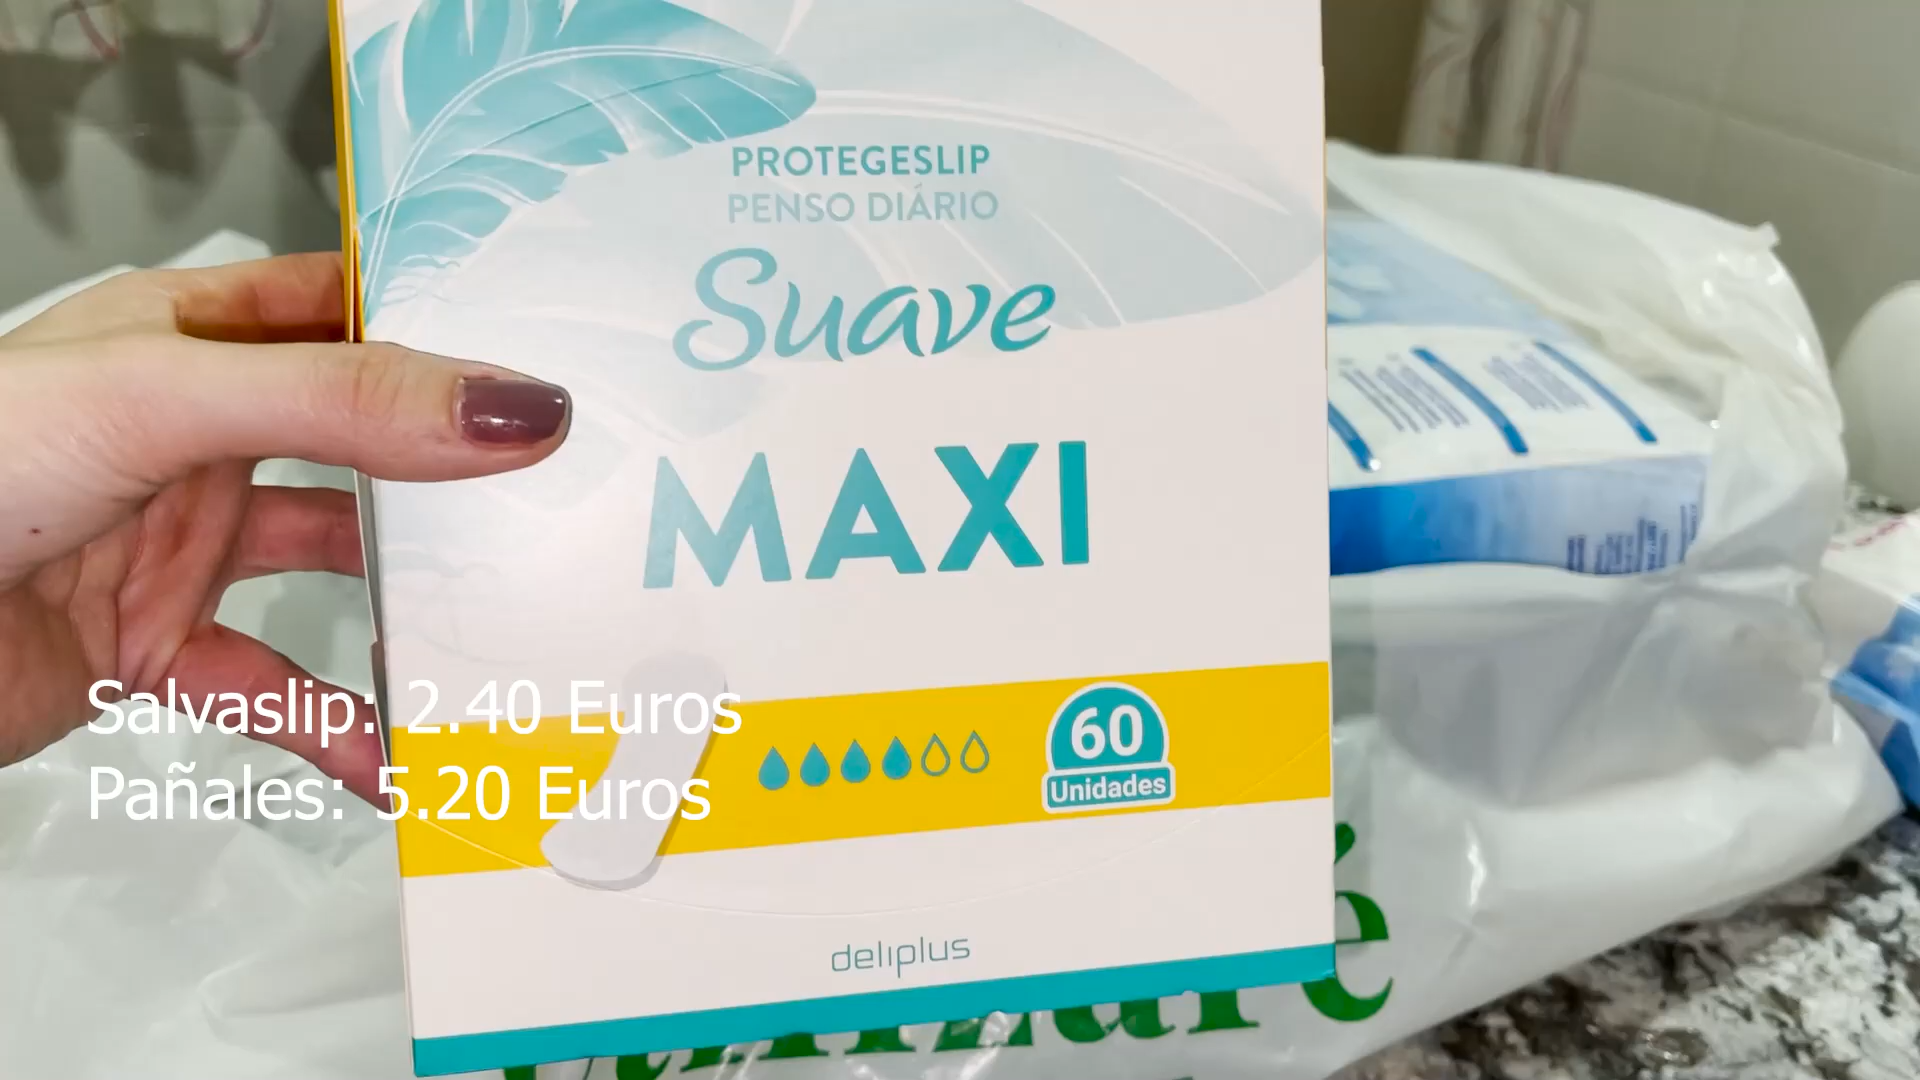 PROTEGESLIP
PENSO DIÁRIO
Suave
MAXI
Salvaslip: 2.40 Euros
Pañales: 5.20 Euros
60
Unidades
deliplus